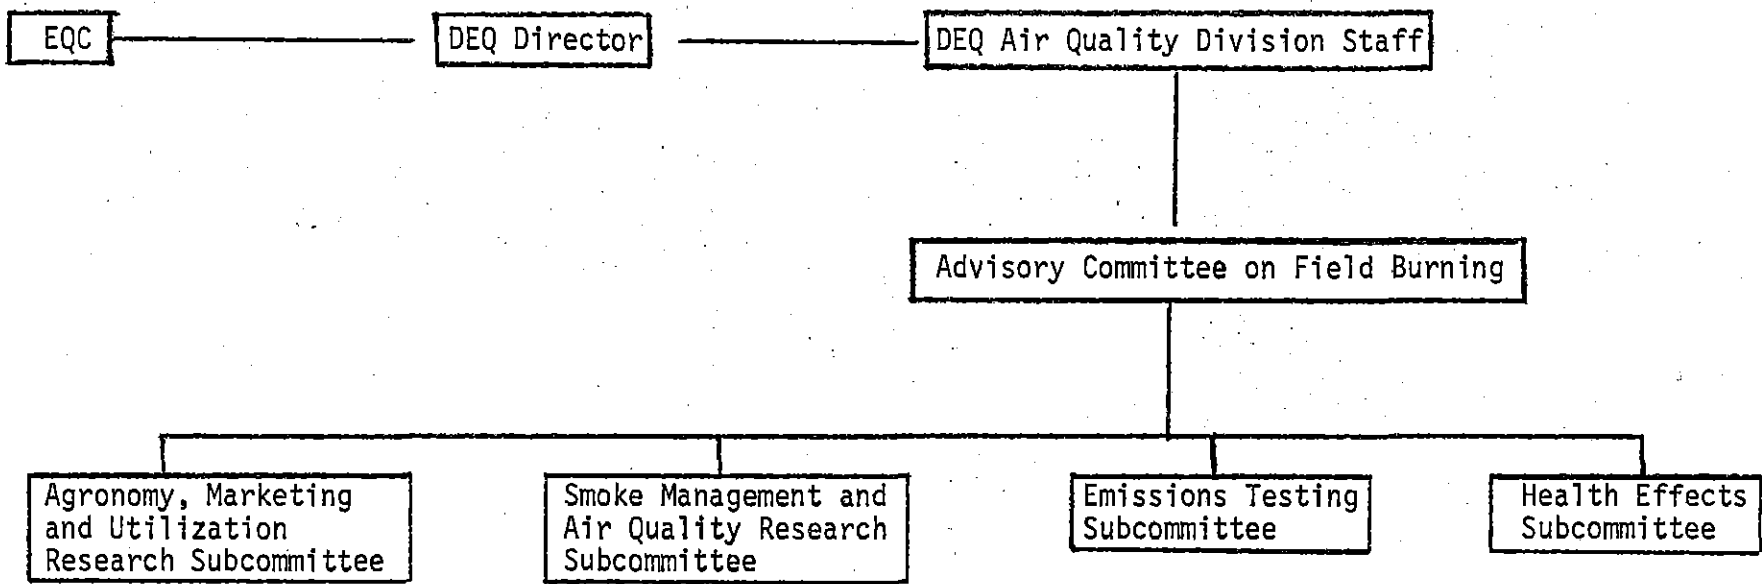 EQC
DEQ Director
DEQ Air Quality Division Staff
Advisory Committee on Field Burning
Agronomy, Marketing
and Utilization
Research Subcommittee
Smoke Management and
Air Quality Research
Subcommittee
Emissions Testing
Subcommittee
Health Effects
Subcommittee